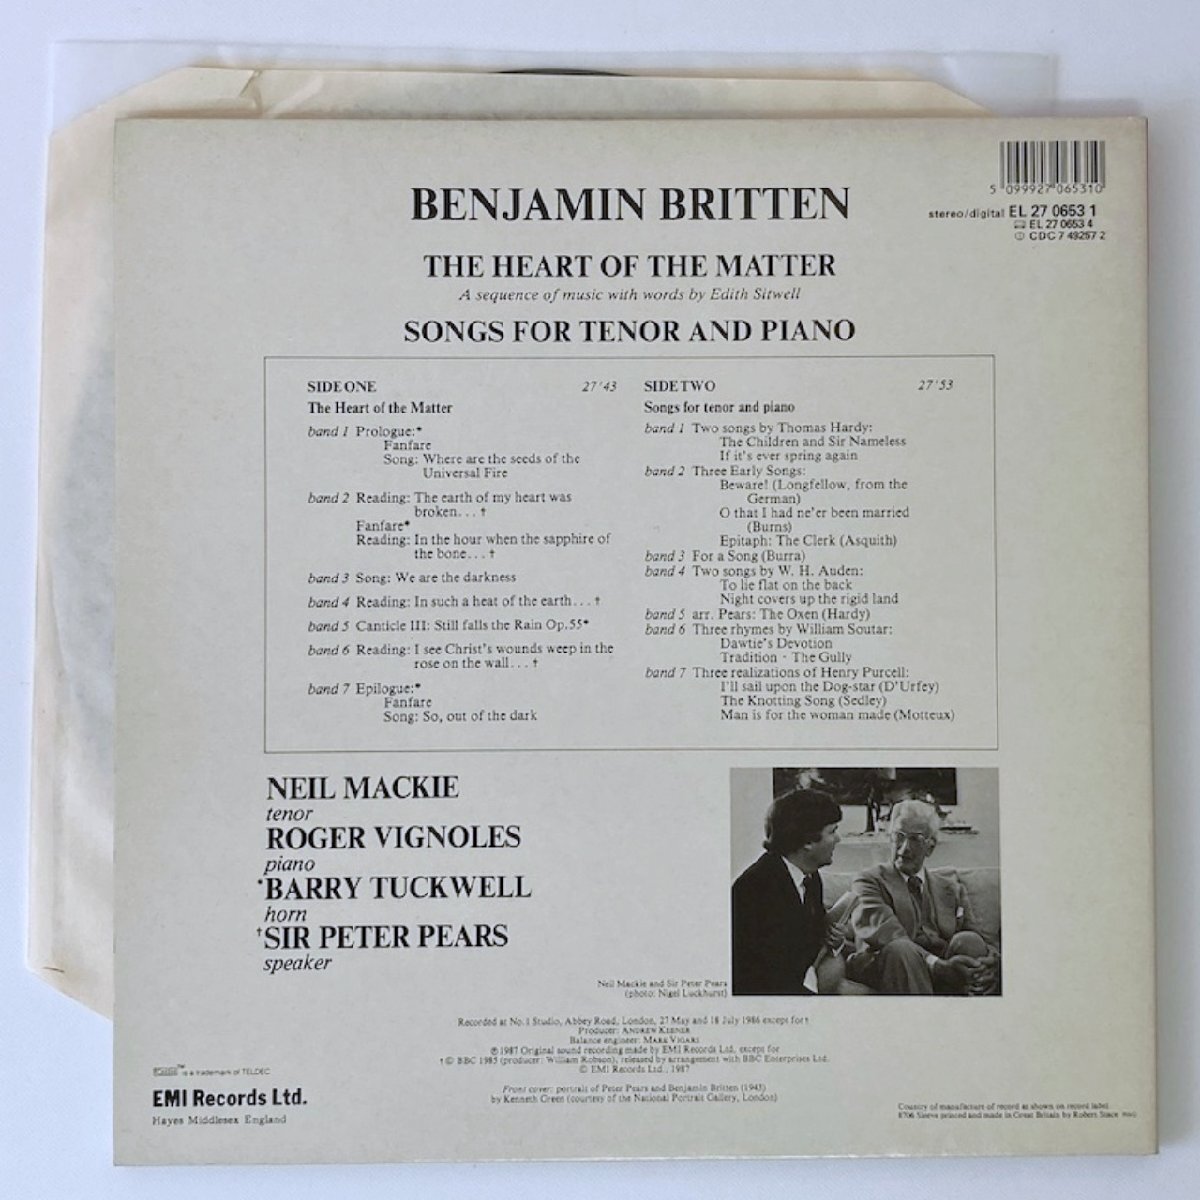 5 099927 065310
stereo/digital EL 27 0653 1
EL 27 0653 4
CDC 7 49257 2
BENJAMIN BRITTEN
THE HEART OF THE MATTER
A sequence of music with words by Edith Sitwell
SONGS FOR TENOR AND PIANO
SIDE ONE 27'43
The Heart of the Matter
band 1 Prologue:*
Fanfare
Song: Where are the seeds of the
Universal Fire
band 2 Reading: The earth of my heart was
broken...†
Fanfare*
Reading: In the hour when the sapphire of
the bone...†
band 3 Song: We are the darkness
band 4 Reading: In such a heat of the earth...†
band 5 Canticle III: Still falls the Rain Op.55*
band 6 Reading: I see Christ's wounds weep in the
rose on the wall...†
band 7 Epilogue:*
Fanfare
Song: So, out of the dark
SIDE TWO 27'53
Songs for tenor and piano
band 1 Two songs by Thomas Hardy:
The Children and Sir Nameless
If it's ever spring again
band 2 Three Early Songs:
Beware! (Longfellow, from the
German)
O that I had ne'er been married
(Burns)
Epitaph: The Clerk (Asquith)
band 3 For a Song (Burra)
band 4 Two songs by W. H. Auden:
To lie flat on the back
Night covers up the rigid land
band 5 arr. Pears: The Oxen (Hardy)
band 6 Three rhymes by William Soutar:
Dawtie's Devotion
Tradition · The Gully
band 7 Three realizations of Henry Purcell:
I'll sail upon the Dog-star (D'Urfey)
The Knotting Song (Sedley)
Man is for the woman made (Motteux)
NEIL MACKIE
tenor
ROGER VIGNOLES
piano
*BARRY TUCKWELL
horn
†SIR PETER PEARS
speaker
Neil Mackie and Sir Peter Pears
(photo: Nigel Luckhurst)
Recorded at No.1 Studio, Abbey Road, London, 27 May and 18 July 1986 except for†
Producer: ANDREW KEENER
Balance engineer: MARK VIGARS
℗ 1987 Original sound recording made by EMI Records Ltd. except for
†© BBC 1985 (producer: William Robson), released by arrangement with BBC Enterprises Ltd.
© EMI Records Ltd., 1987
Front cover: portrait of Peter Pears and Benjamin Britten (1943)
by Kenneth Green (courtesy of the National Portrait Gallery, London)
is a trademark of TELDEC
EMI Records Ltd.
Hayes Middlesex England
Country of manufacture of record as shown on record label
8706 Sleeve printed and made in Great Britain by Robert Stace